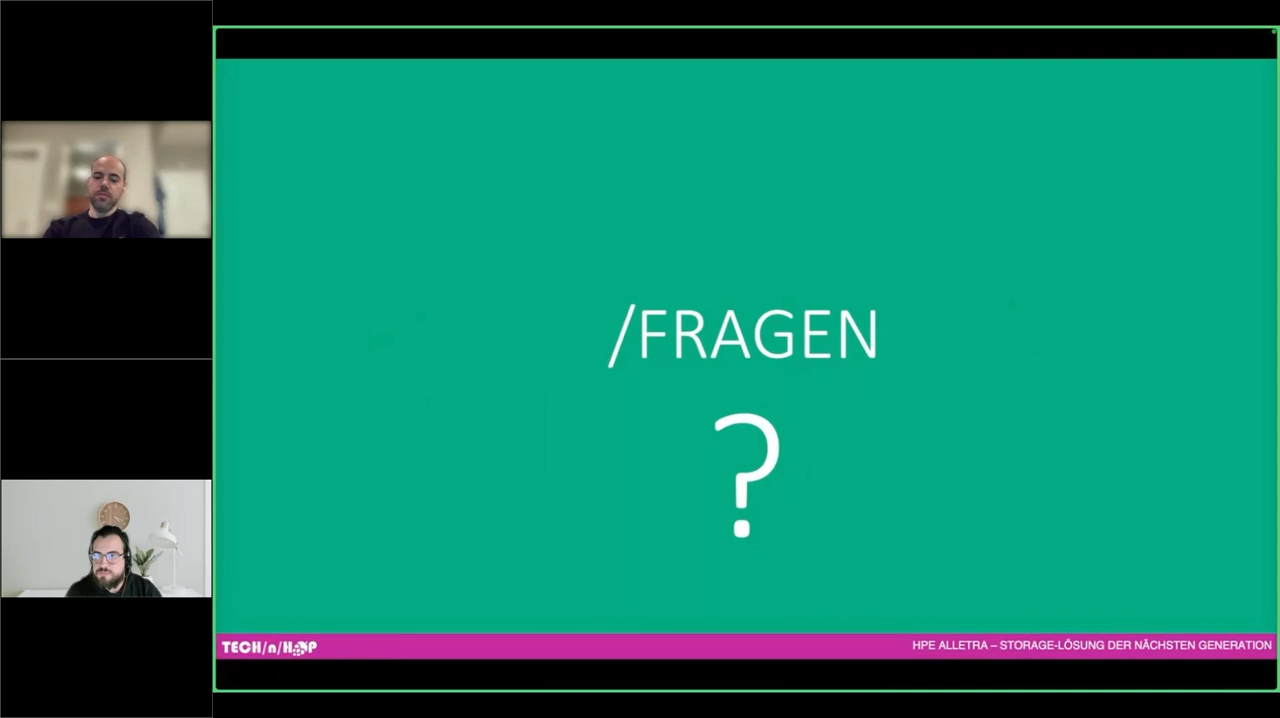 /FRAGEN
?
TECH/n/HOP
HPE ALLETRA – STORAGE-LÖSUNG DER NÄCHSTEN GENERATION